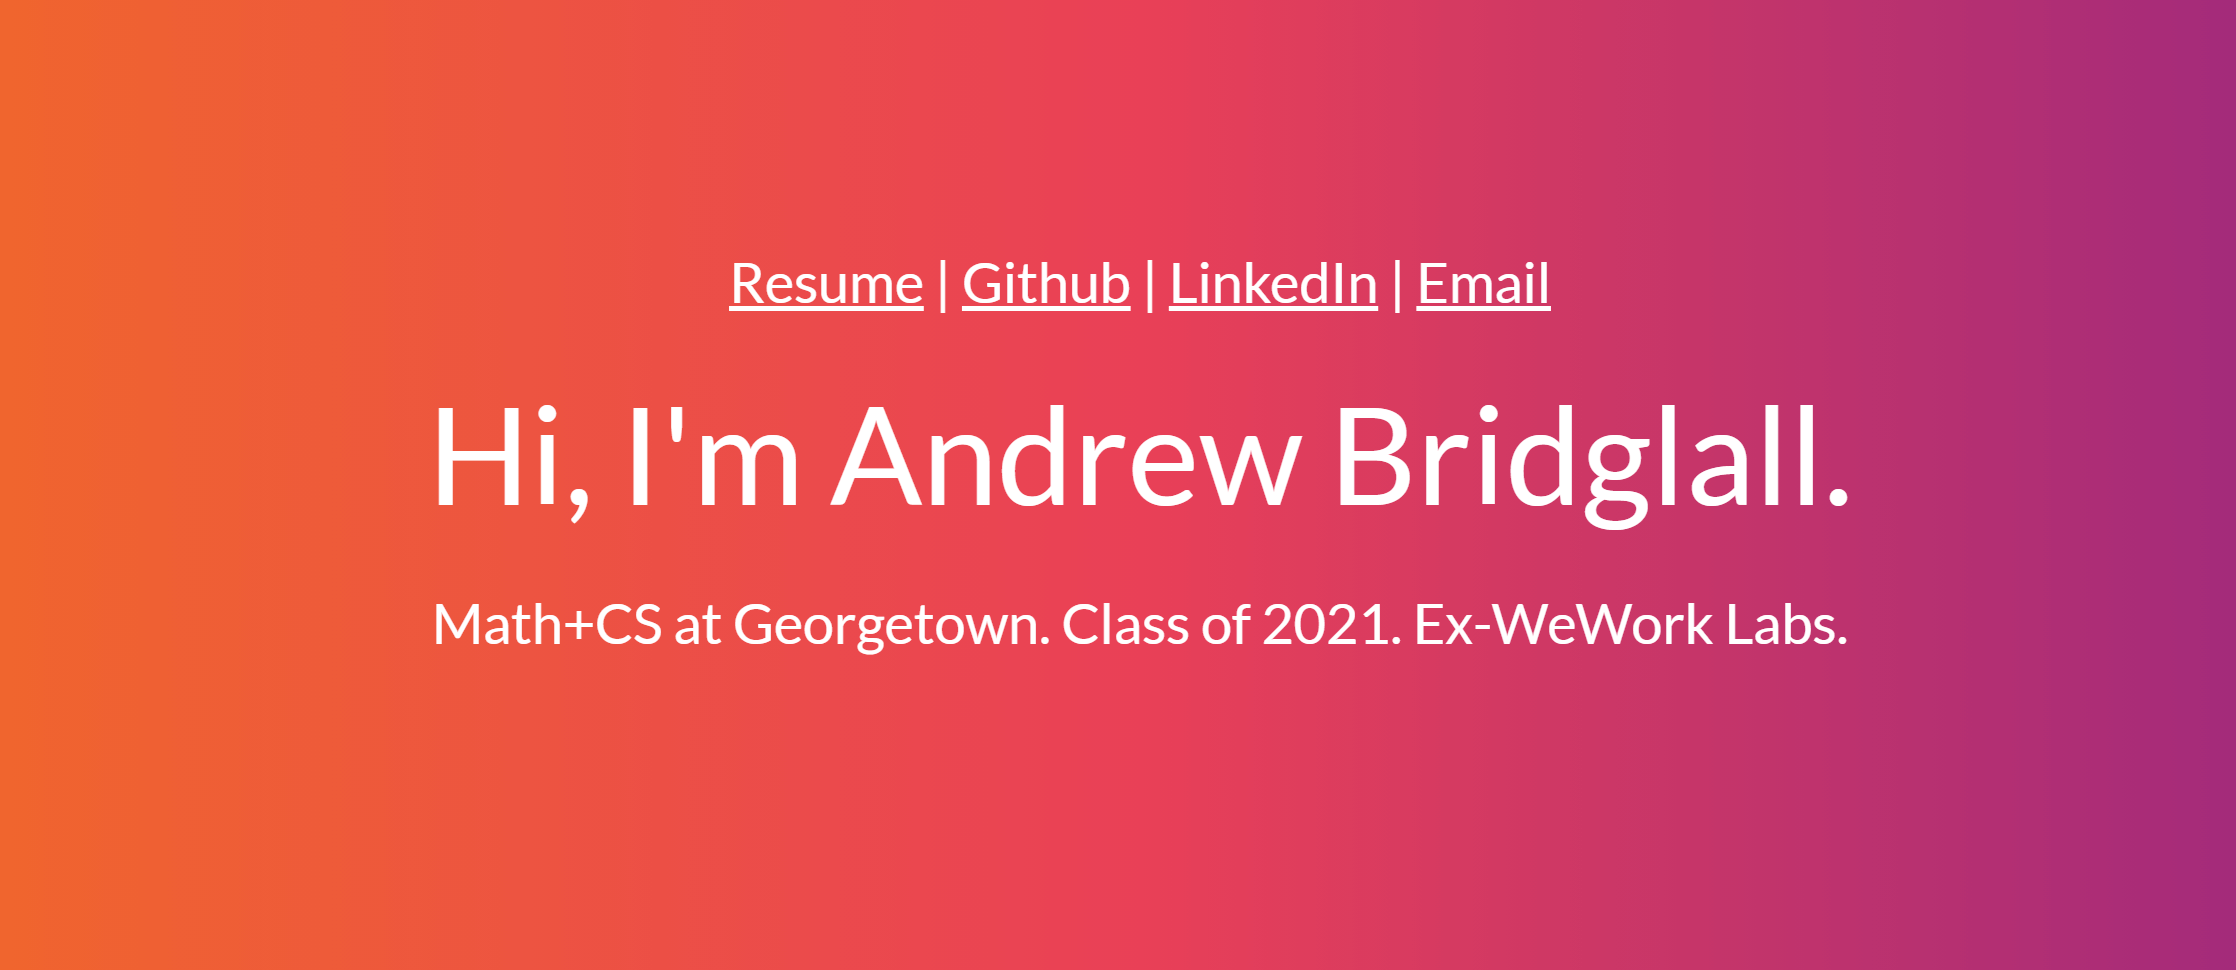 Resume | Github | LinkedIn | Email
Hi, I'm Andrew Bridglall.
Math+CS at Georgetown. Class of 2021. Ex-WeWork Labs.